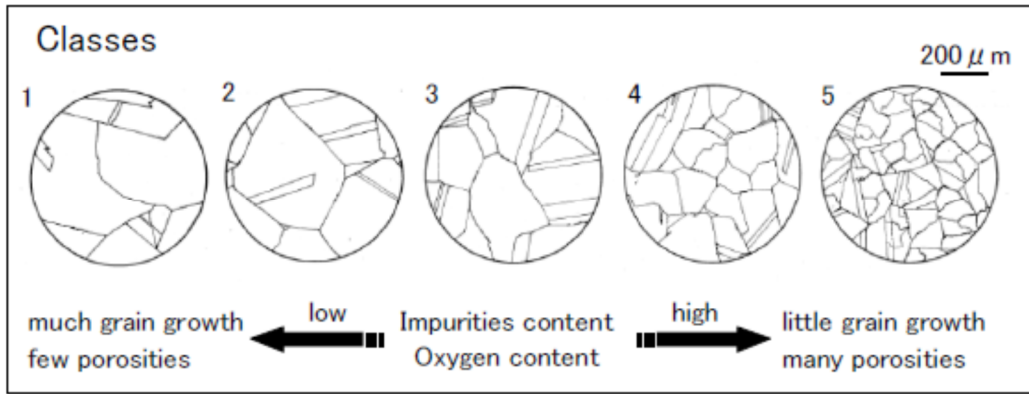 Classes
200 μ m
1
2
3
4
5
much grain growth
few porosities
low
Impurities content
Oxygen content
high
little grain growth
many porosities